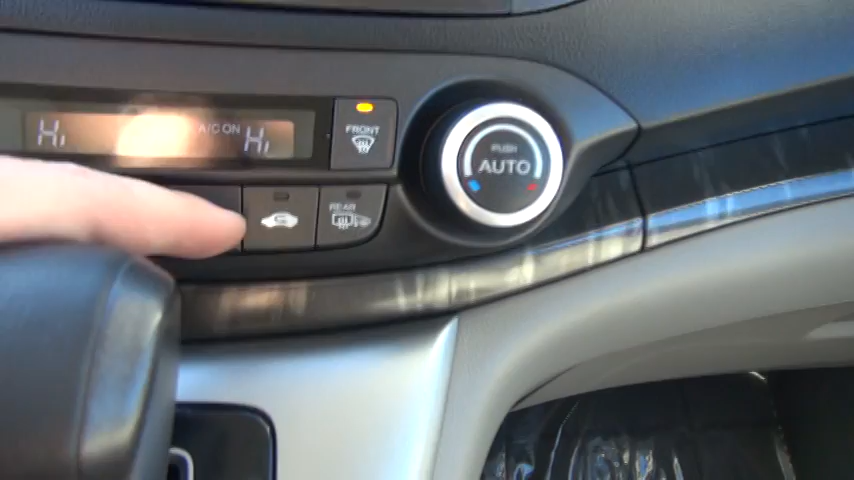 Hi
A/C ON Hi
FRONT
PUSH
AUTO
REAR